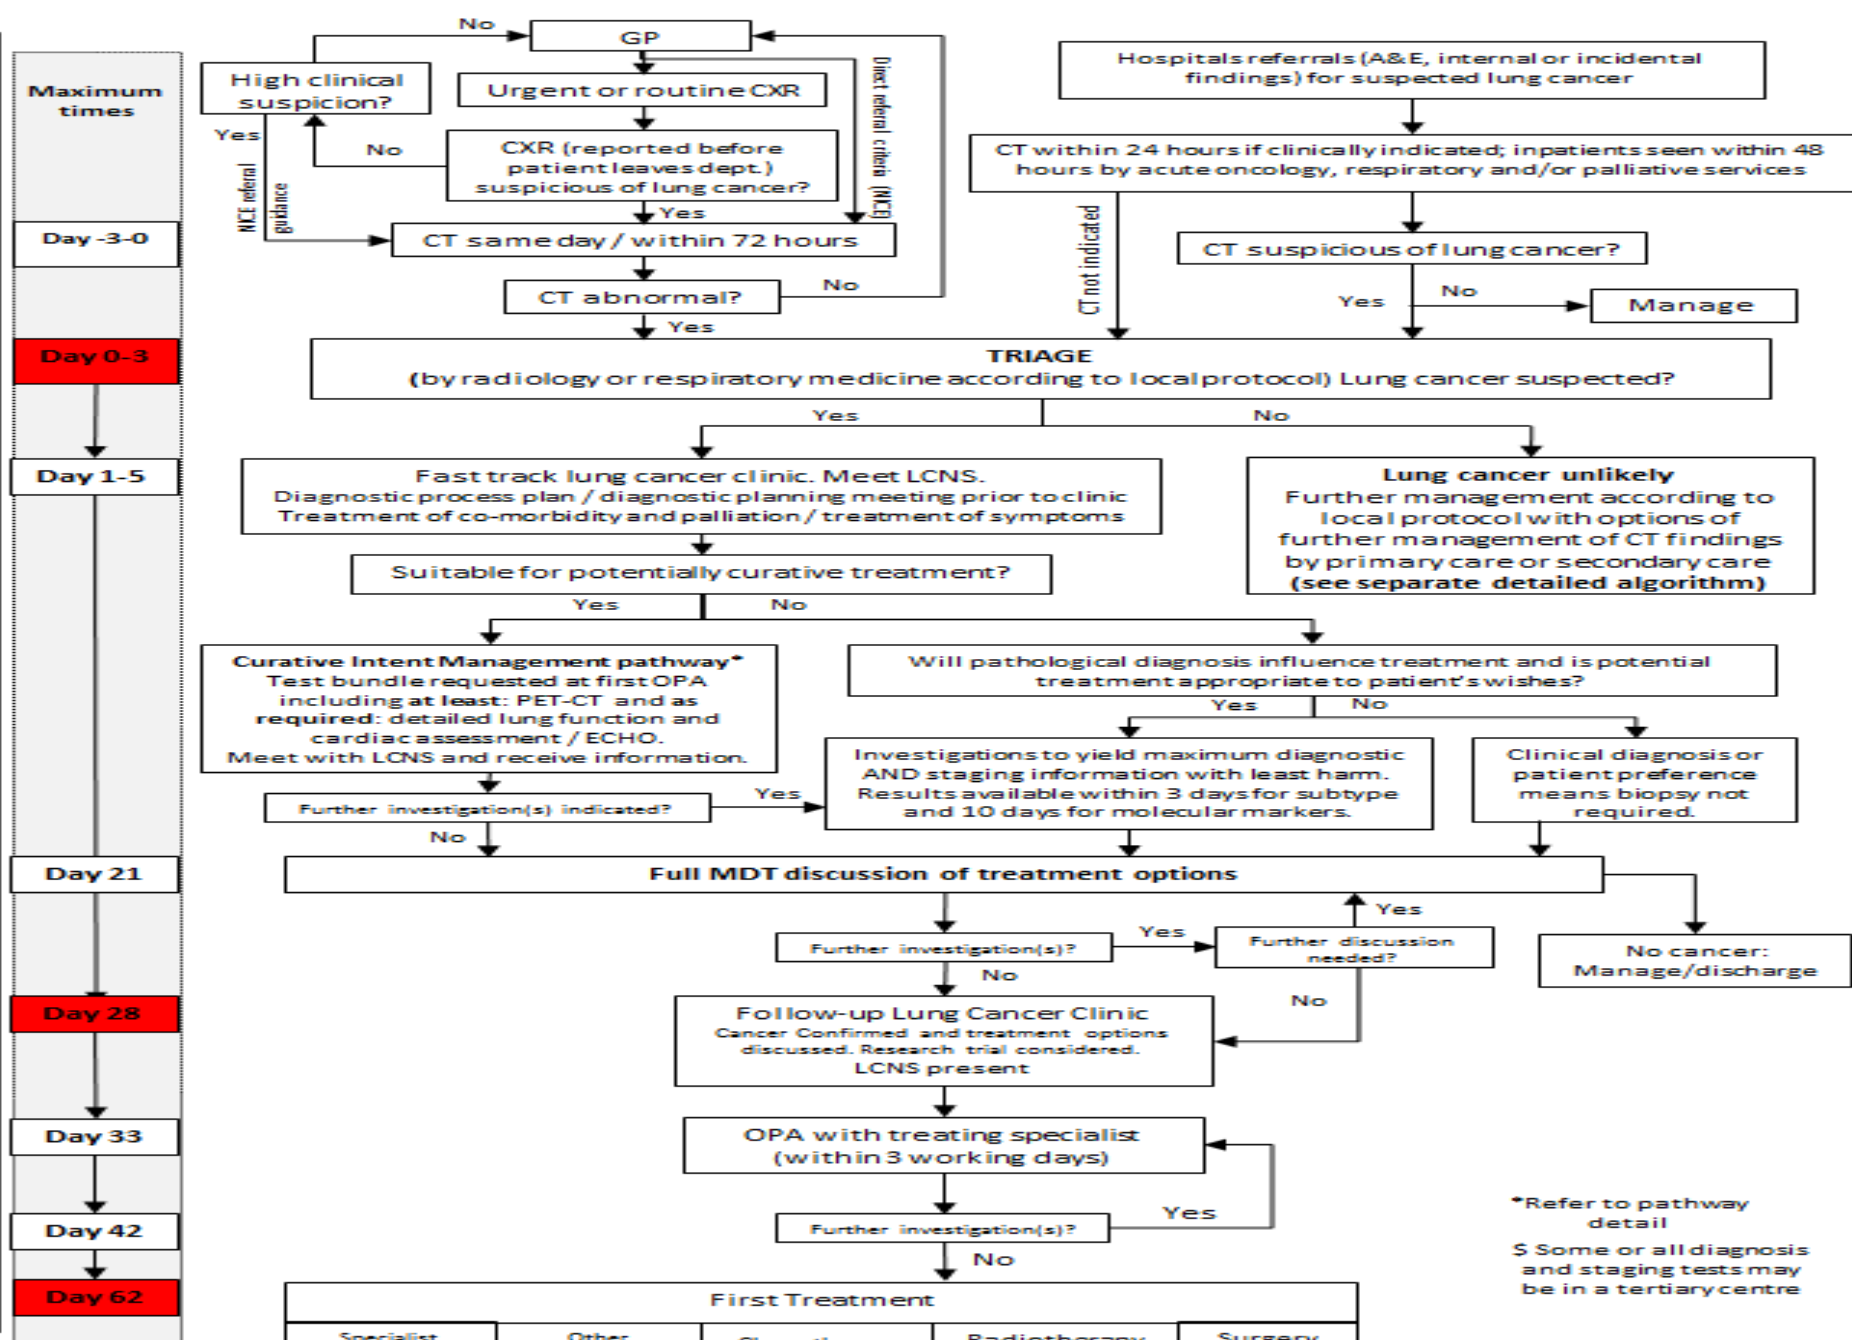 Maximum
times
Day -3-0
Day 0-3
Day 1-5
Day 21
Day 28
Day 33
Day 42
Day 62
No
GP
High clinical
suspicion?
Urgent or routine CXR
Direct referral criteria (NICE)
Yes
No
CXR (reported before
patient leaves dept.)
suspicious of lung cancer?
NICE referral
guidance
Yes
CT same day / within 72 hours
CT abnormal?
No
Yes
Hospitals referrals (A&E, internal or incidental
findings) for suspected lung cancer
CT within 24 hours if clinically indicated; inpatients seen within 48
hours by acute oncology, respiratory and/or palliative services
CT not indicated
CT suspicious of lung cancer?
Yes
No
Manage
TRIAGE
(by radiology or respiratory medicine according to local protocol) Lung cancer suspected?
Yes
No
Fast track lung cancer clinic. Meet LCNS.
Diagnostic process plan / diagnostic planning meeting prior to clinic
Treatment of co-morbidity and palliation / treatment of symptoms
Lung cancer unlikely
Further management according to
local protocol with options of
further management of CT findings
by primary care or secondary care
(see separate detailed algorithm)
Suitable for potentially curative treatment?
Yes
No
Curative Intent Management pathway*
Test bundle requested at first OPA
including at least: PET-CT and as
required: detailed lung function and
cardiac assessment / ECHO.
Meet with LCNS and receive information.
Will pathological diagnosis influence treatment and is potential
treatment appropriate to patient's wishes?
Yes
No
Investigations to yield maximum diagnostic
AND staging information with least harm.
Results available within 3 days for subtype
and 10 days for molecular markers.
Clinical diagnosis or
patient preference
means biopsy not
required.
Further investigation(s) indicated?
Yes
No
Full MDT discussion of treatment options
Further investigation(s)?
Yes
Further discussion
needed?
Yes
No cancer:
Manage/discharge
No
No
Follow-up Lung Cancer Clinic
Cancer Confirmed and treatment options
discussed. Research trial considered.
LCNS present
OPA with treating specialist
(within 3 working days)
Further investigation(s)?
Yes
No
*Refer to pathway
detail
$ Some or all diagnosis
and staging tests may
be in a tertiary centre
First Treatment
Specialist
Other
Radiotherapy
Surgery